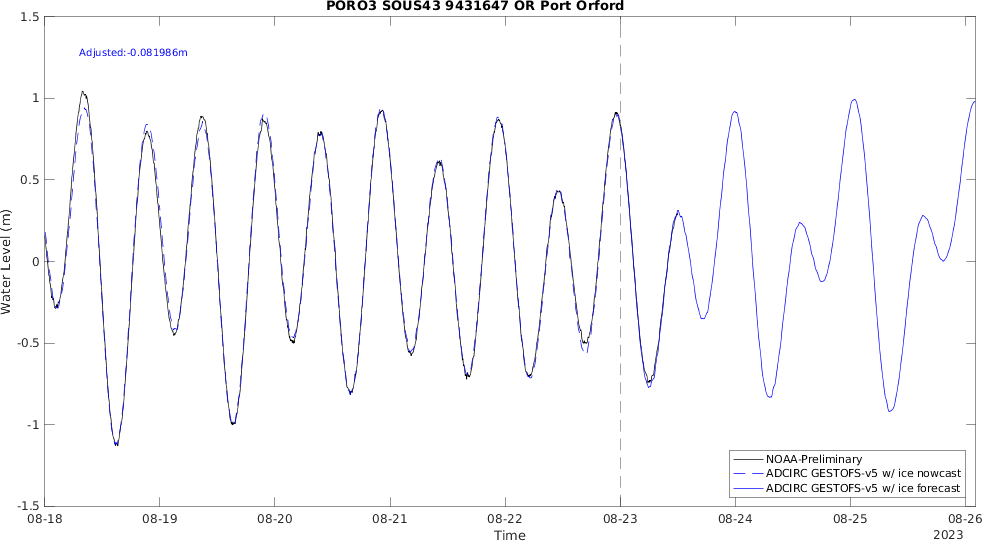 PORO3 SOUS43 9431647 OR Port Orford
Adjusted:-0.081986m
1.5
1
0.5
0
-0.5
-1
-1.5
Water Level (m)
NOAA-Preliminary
ADCIRC GESTOFS-v5 w/ ice nowcast
ADCIRC GESTOFS-v5 w/ ice forecast
08-18 08-19 08-20 08-21 08-22 08-23 08-24 08-25 08-26
Time
2023